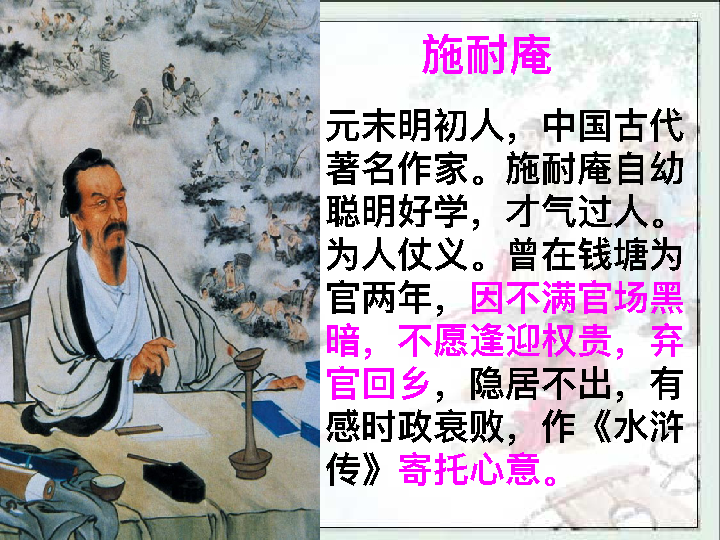 施耐庵
元末明初人，中国古代
著名作家。施耐庵自幼
聪明好学，才气过人。
为人仗义。曾在钱塘为
官两年，因不满官场黑
暗，不愿逢迎权贵，弃
官回乡，隐居不出，有
感时政衰败，作《水浒
传》寄托心意。